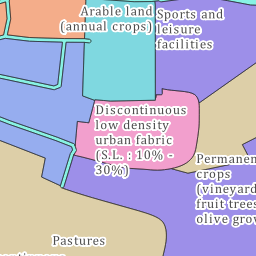 Arable land
(annual crops)
Sports and
leisure
facilities
Discontinuous
low density
urban fabric
(S.L. : 10% -
30%)
Permanen
crops
(vineyard
fruit trees
olive gro
Pastures